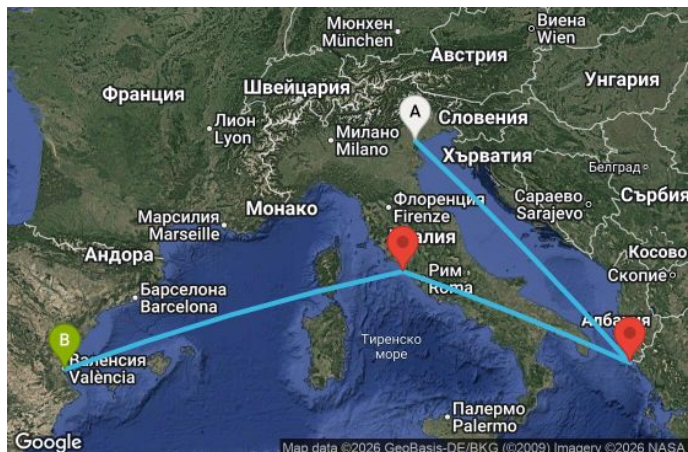 Мюнхен
München
Виена
Wien
Австрия
Унгария
Швейцария
Франция
A
Словения
Лион
Lyon
Милано
Milano
Хърватия
Белград
Сараево
Sarajevo
Сърбия
Флоренция
Firenze
Монако
Марсилия
Marseille
алия
Косово
Андора
Рим
Roma
Скопие
Барселона
Barcelona
Албания
B
Валенсия
València
Тиренско
море
Палермо
Palermo
Google
Map data ©2026 GeoBasis-DE/BKG (©2009) Imagery ©2026 NASA